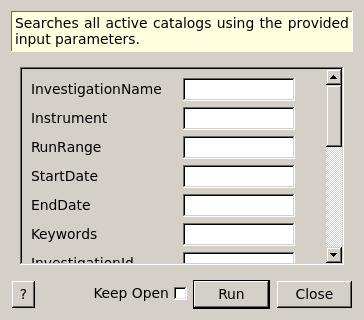 Searches all active catalogs using the provided
input parameters.
InvestigationName
Instrument
RunRange
StartDate
EndDate
Keywords
InvestigationId
?
Keep Open
Run
Close